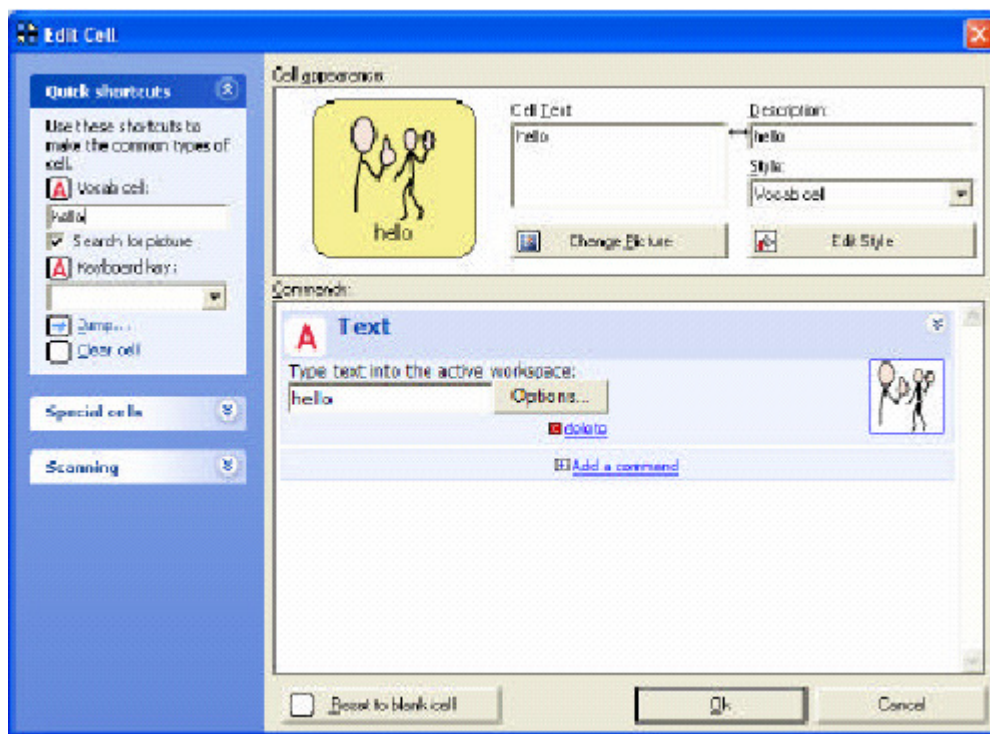 Edit Cell
Quick shortcuts
Use these shortcuts to
make the common types of
cell.
Vocab cell:
hello
Search for picture
Keyboard key:
Jump...
Clear cell
Special cells
Scanning
Cell appearance:
hello
Cell Text
hello
Description:
hello
Style:
Vocab cell
Change Picture
Edit Style
Commands:
A Text
Type text into the active workspace:
hello
Options...
delete
Add a command
Reset to blank cell
Ok
Cancel